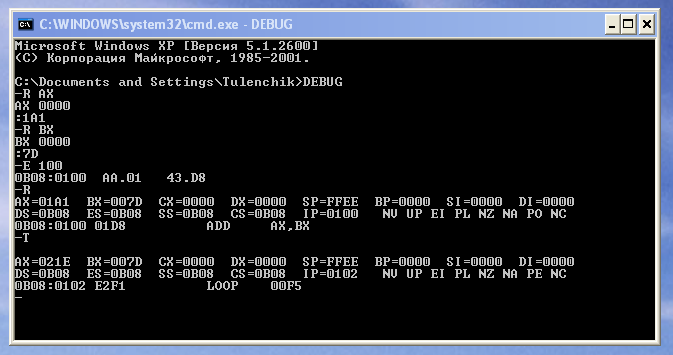 C:\WINDOWS\system32\cmd.exe - DEBUG
Microsoft Windows XP [Версия 5.1.2600]
(С) Корпорация Майкрософт, 1985-2001.
C:\Documents and Settings\Tulenchik>DEBUG
-R AX
AX 0000
:1A1
-R BX
BX 0000
:7D
-E 100
0B08:0100  AA.01   43.D8
-R
AX=01A1  BX=007D  CX=0000  DX=0000  SP=FFEE  BP=0000  SI=0000  DI=0000
DS=0B08  ES=0B08  SS=0B08  CS=0B08  IP=0100   NV UP EI PL NZ NA PO NC
0B08:0100 01D8          ADD     AX,BX
-T
AX=021E  BX=007D  CX=0000  DX=0000  SP=FFEE  BP=0000  SI=0000  DI=0000
DS=0B08  ES=0B08  SS=0B08  CS=0B08  IP=0102   NV UP EI PL NZ NA PE NC
0B08:0102 E2F1          LOOP    00F5
-